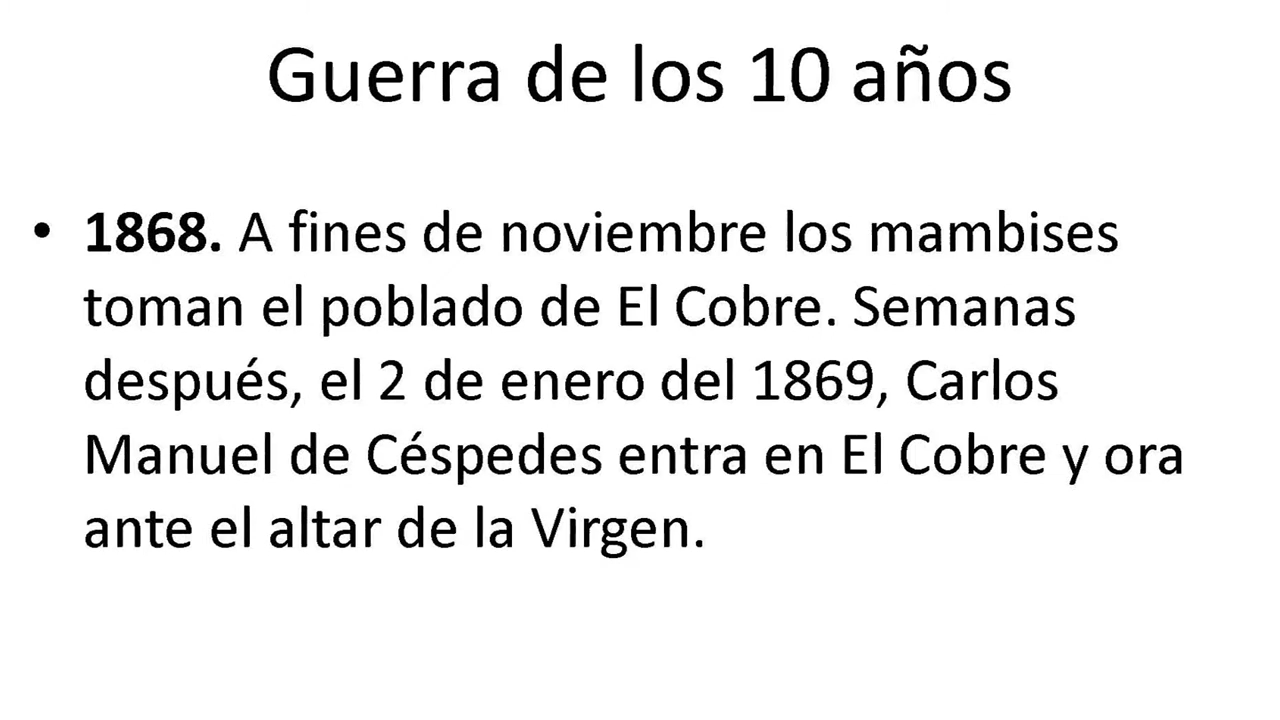 Guerra de los 10 años
• 1868. A fines de noviembre los mambises
toman el poblado de El Cobre. Semanas
después, el 2 de enero del 1869, Carlos
Manuel de Céspedes entra en El Cobre y ora
ante el altar de la Virgen.